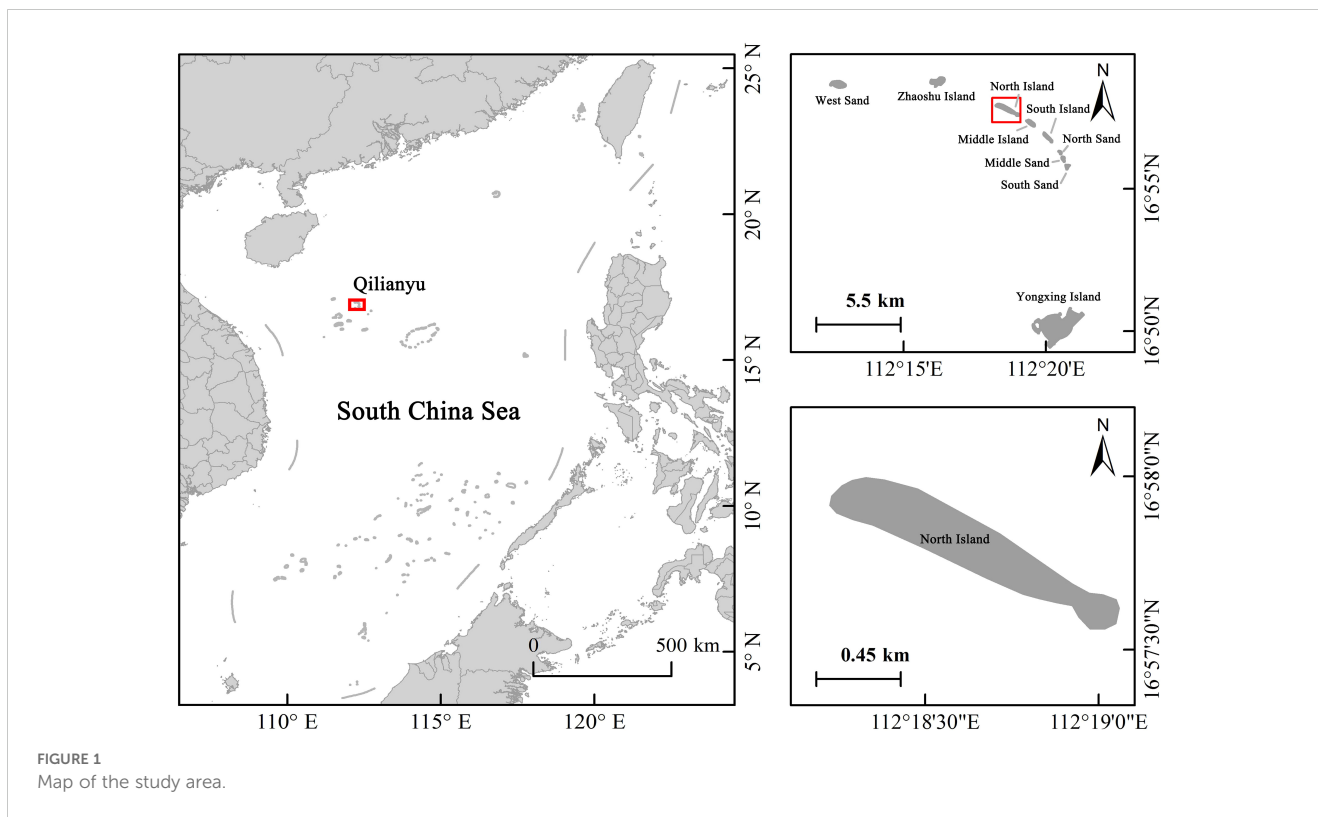 25° N
20° N
15° N
10° N
5° N
Qilianyu
South China Sea
0
500 km
110° E
115° E
120° E
N
West Sand
Zhaoshu Island
North Island
South Island
Middle Island
North Sand
Middle Sand
South Sand
Yongxing Island
5.5 km
16°55'N
16°50'N
112°15'E
112°20'E
N
North Island
0.45 km
16°58'0"N
16°57'30"N
112°18'30"E
112°19'0"E
FIGURE 1
Map of the study area.